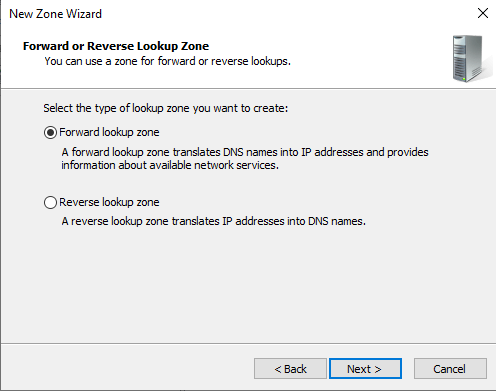 New Zone Wizard
Forward or Reverse Lookup Zone
You can use a zone for forward or reverse lookups.
Select the type of lookup zone you want to create:
Forward lookup zone
A forward lookup zone translates DNS names into IP addresses and provides
information about available network services.
Reverse lookup zone
A reverse lookup zone translates IP addresses into DNS names.
< Back
Next >
Cancel